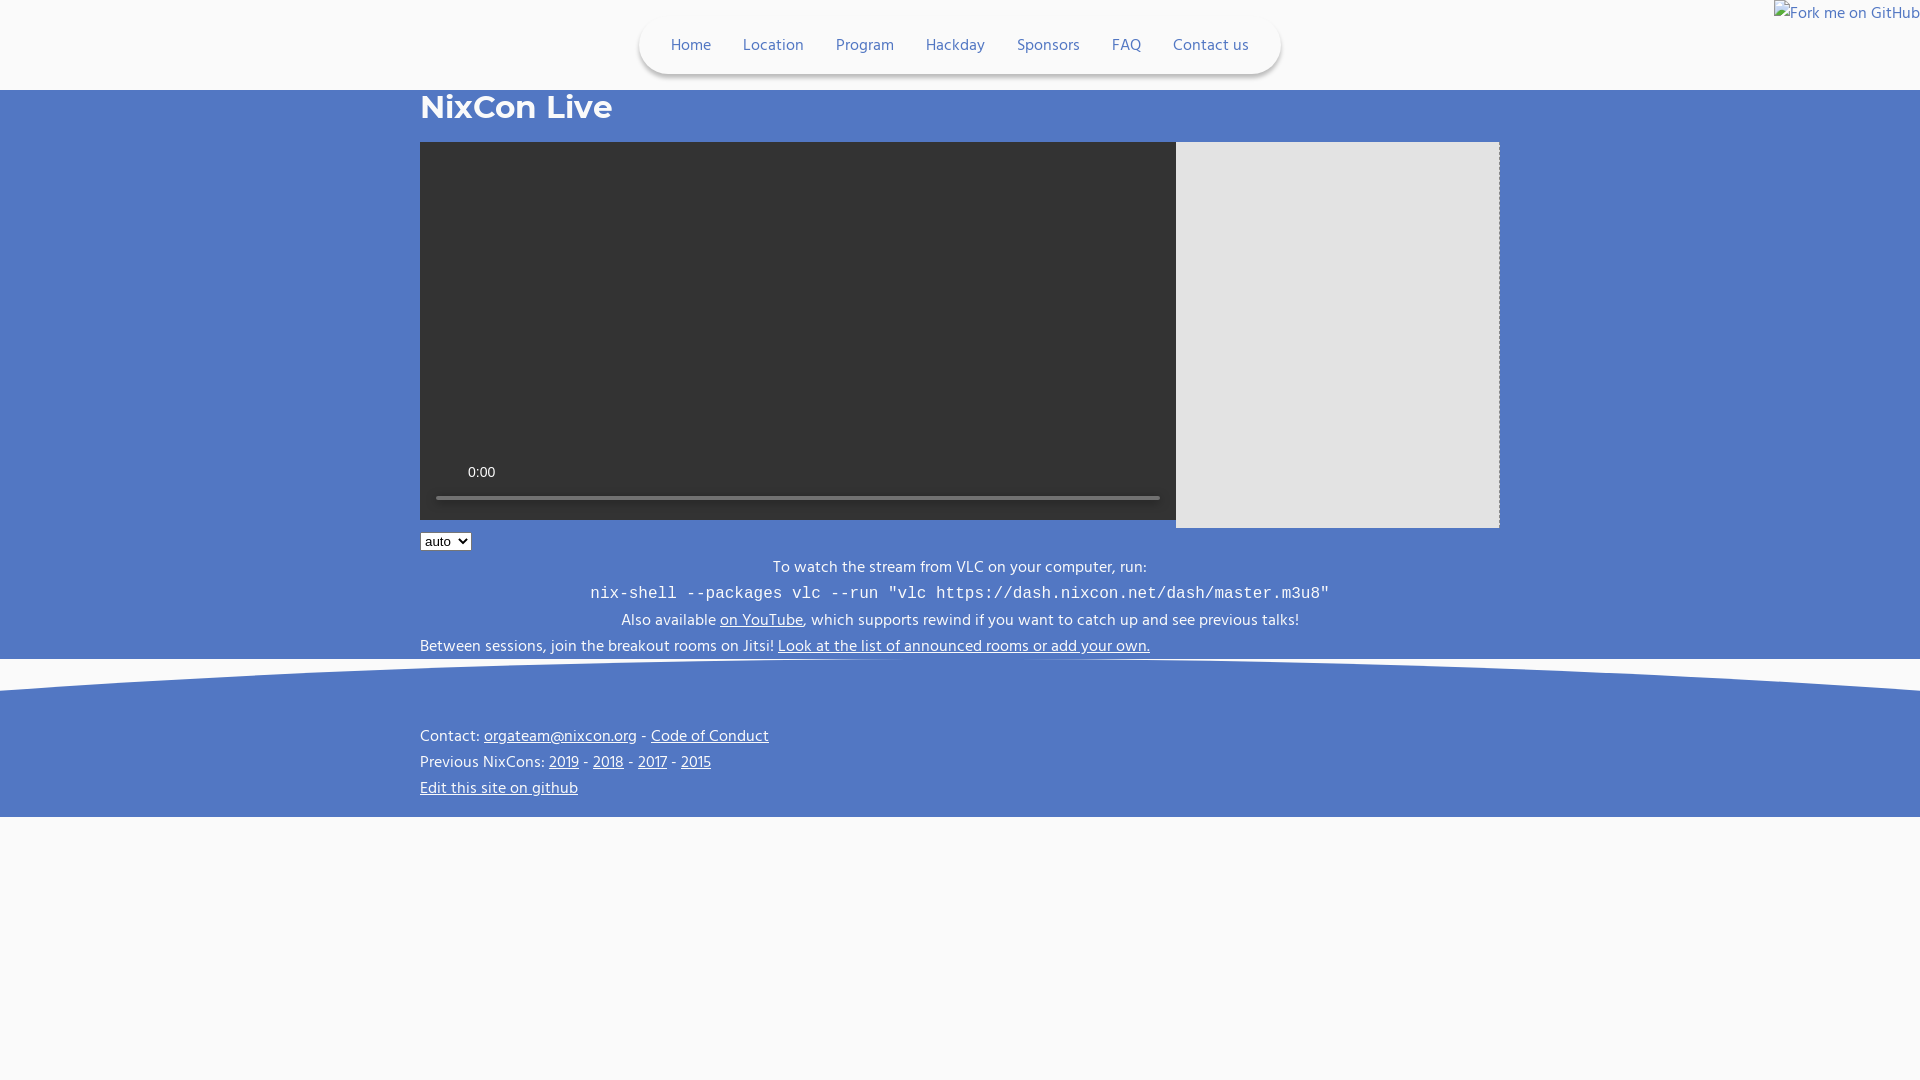 Fork me on GitHub
Home Location Program Hackday Sponsors FAQ Contact us
NixCon Live
0:00
auto
To watch the stream from VLC on your computer, run:
nix-shell --packages vlc --run "vlc https://dash.nixcon.net/dash/master.m3u8"
Also available on YouTube, which supports rewind if you want to catch up and see previous talks!
Between sessions, join the breakout rooms on Jitsi! Look at the list of announced rooms or add your own.
Contact: orgateam@nixcon.org - Code of Conduct
Previous NixCons: 2019 - 2018 - 2017 - 2015
Edit this site on github